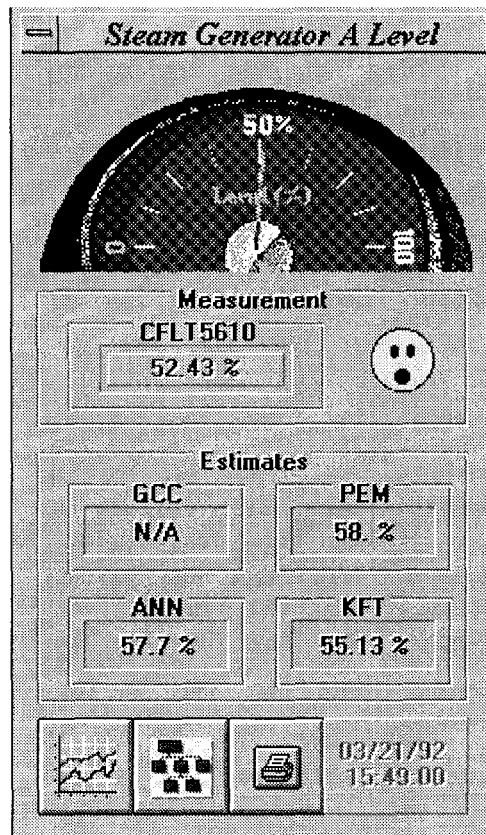 Steam Generator A Level
50%
Level (%)
0
100
Measurement
CFLT5610
52.43 %
Estimates
GCC
PEM
N/A
58. %
ANN
KFT
57.7 %
55.13 %
03/21/92
15:49:00